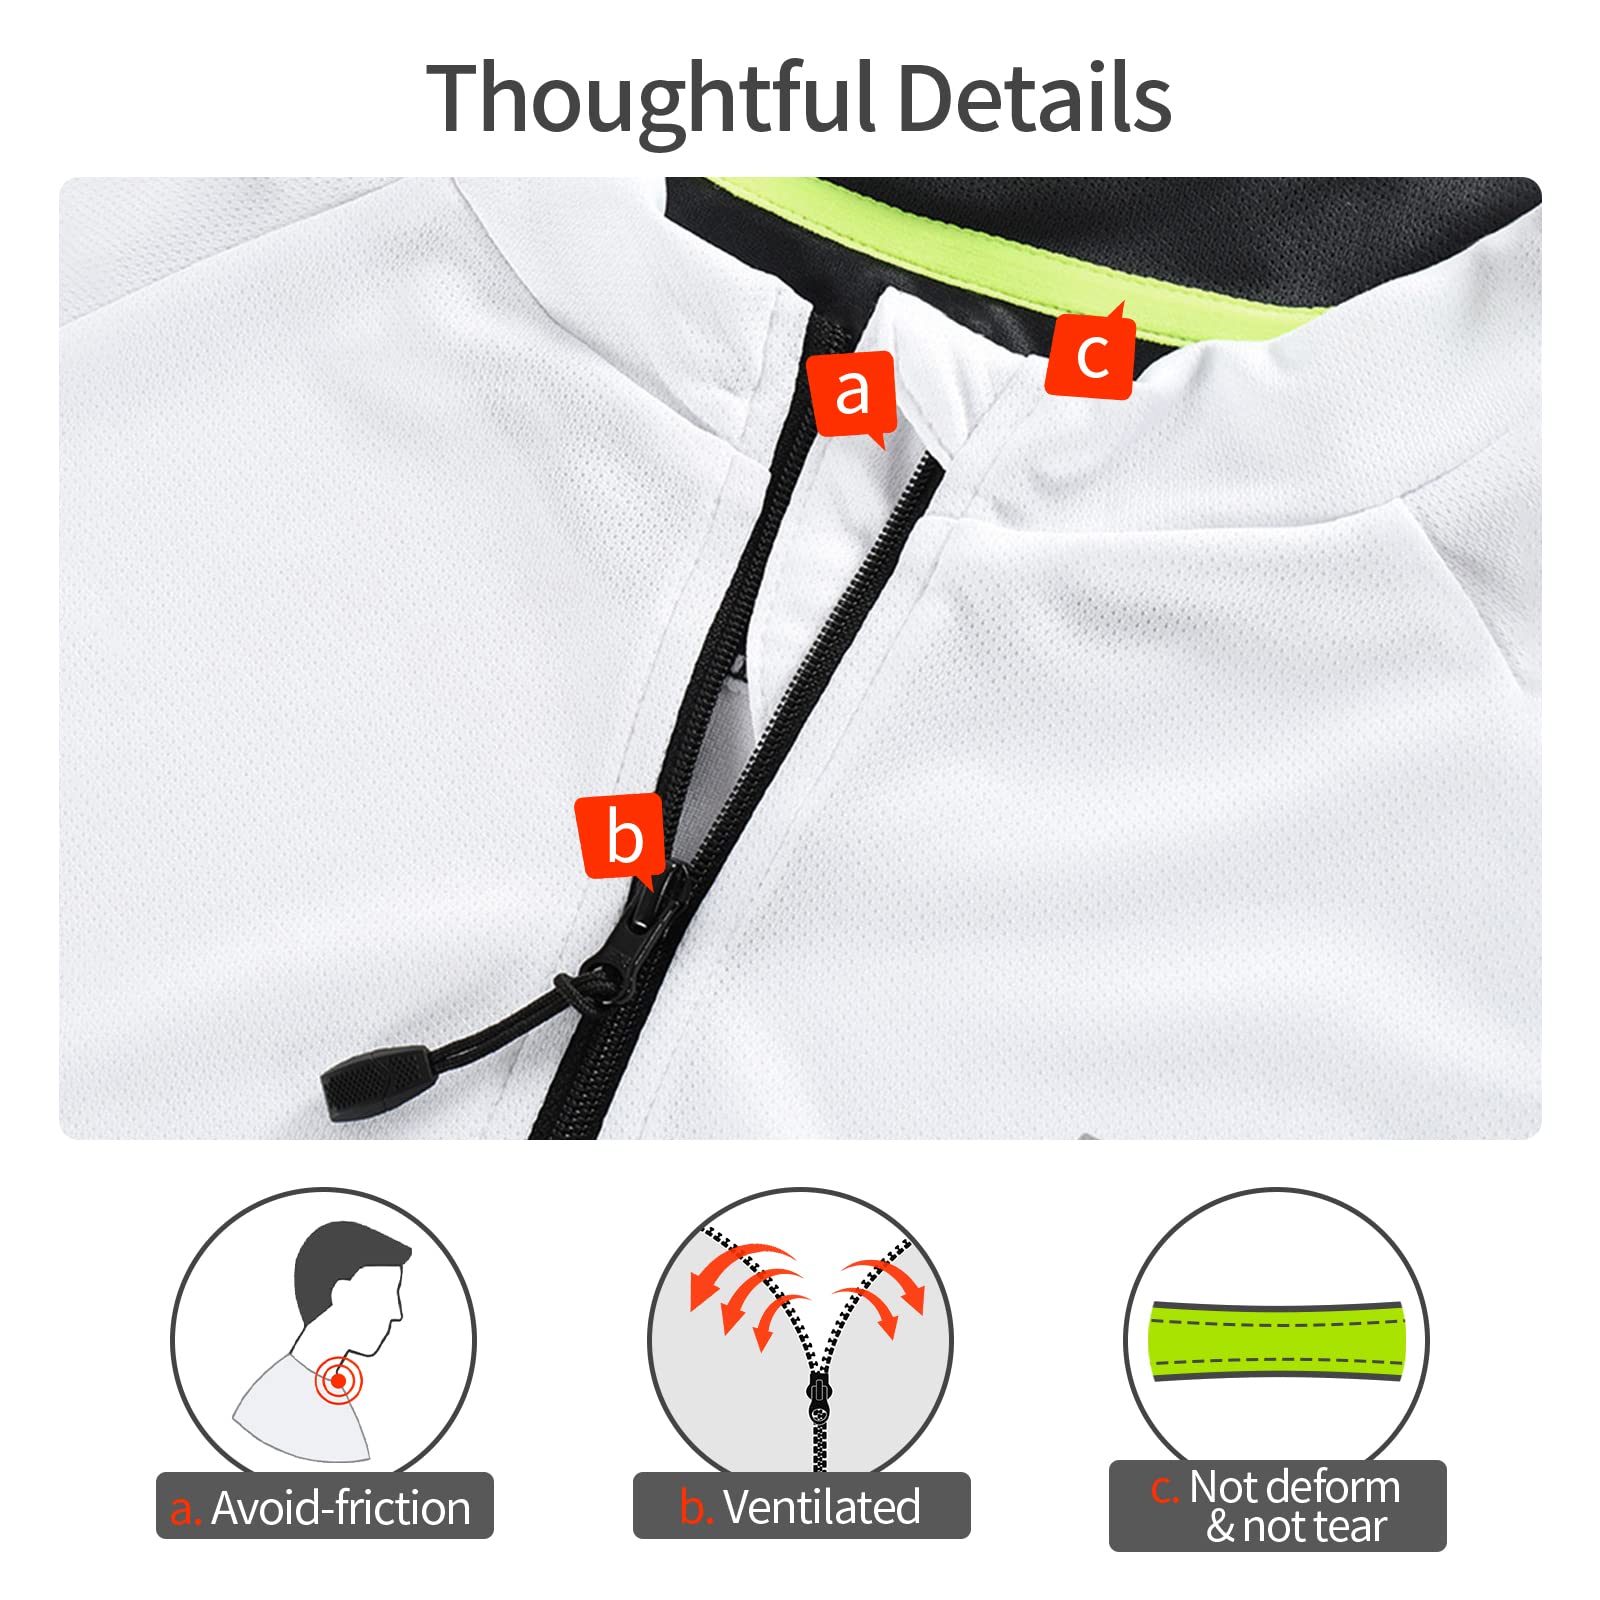 Thoughtful Details
a
c
b
a. Avoid-friction
b. Ventilated
c. Not deform
& not tear